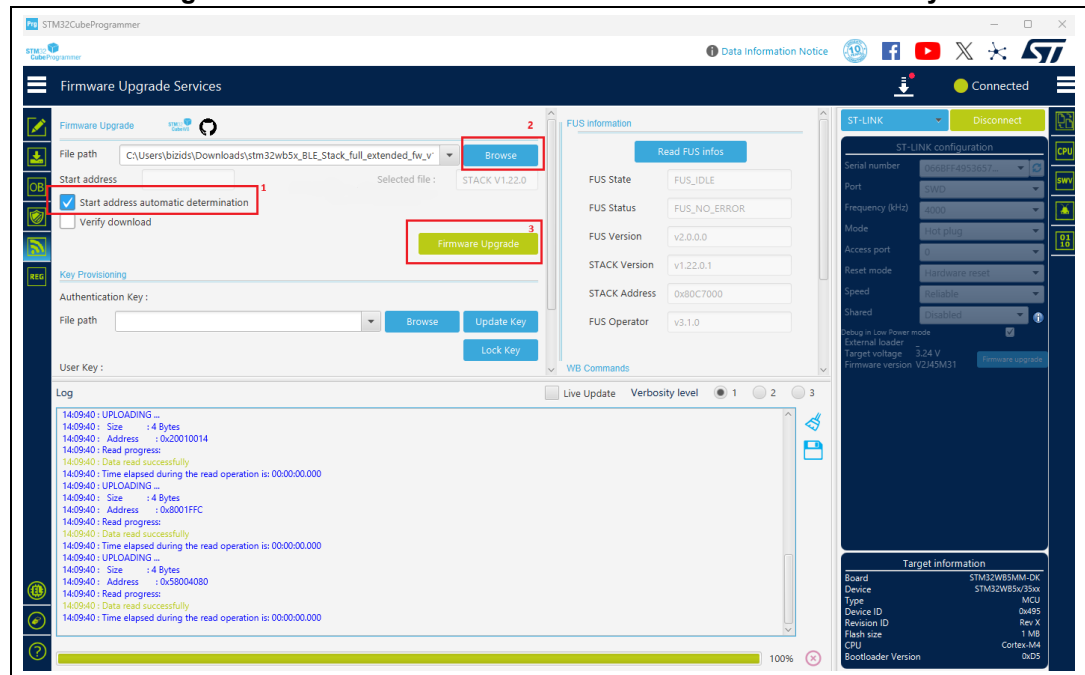 STM32CubeProgrammer
STM32
CubeProgrammer
Data Information Notice
Firmware Upgrade Services
Connected
Firmware Upgrade
2
File path
C:\Users\bizids\Downloads\stm32wb5x_BLE_Stack_full_extended_fw_v
Browse
Start address
Selected file :
STACK V1.22.0
1
Start address automatic determination
Verify download
3
Firmware Upgrade
Key Provisioning
Authentication Key :
File path
Browse
Update Key
Lock Key
User Key :
FUS information
Read FUS infos
FUS State
FUS_IDLE
FUS Status
FUS_NO_ERROR
FUS Version
v2.0.0.0
STACK Version
v1.22.0.1
STACK Address
0x80C7000
FUS Operator
v3.1.0
WB Commands
Log
Live Update
Verbosity level
1
2
3
14:09:40 : UPLOADING ...
14:09:40 : Size : 4 Bytes
14:09:40 : Address : 0x20010014
14:09:40 : Read progress:
14:09:40 : Data read successfully
14:09:40 : Time elapsed during the read operation is: 00:00:00.000
14:09:40 : UPLOADING ...
14:09:40 : Size : 4 Bytes
14:09:40 : Address : 0x8001FFC
14:09:40 : Read progress:
14:09:40 : Data read successfully
14:09:40 : Time elapsed during the read operation is: 00:00:00.000
14:09:40 : UPLOADING ...
14:09:40 : Size : 4 Bytes
14:09:40 : Address : 0x58004080
14:09:40 : Read progress:
14:09:40 : Data read successfully
14:09:40 : Time elapsed during the read operation is: 00:00:00.000
100%
ST-LINK
Disconnect
ST-LINK configuration
Serial number
066BFF4953657...
Port
SWD
Frequency (kHz)
4000
Mode
Hot plug
Access port
0
Reset mode
Hardware reset
Speed
Reliable
Shared
Disabled
Debug in Low Power mode
External loader _
Target voltage 3.24 V
Firmware version V2J45M31
Firmware upgrade
Target information
Board STM32WB5MM-DK
Device STM32WB5x/35xx
Type MCU
Device ID 0x495
Revision ID Rev X
Flash size 1 MB
CPU Cortex-M4
Bootloader Version 0xD5
OB
REG
CPU
SWV
01
10